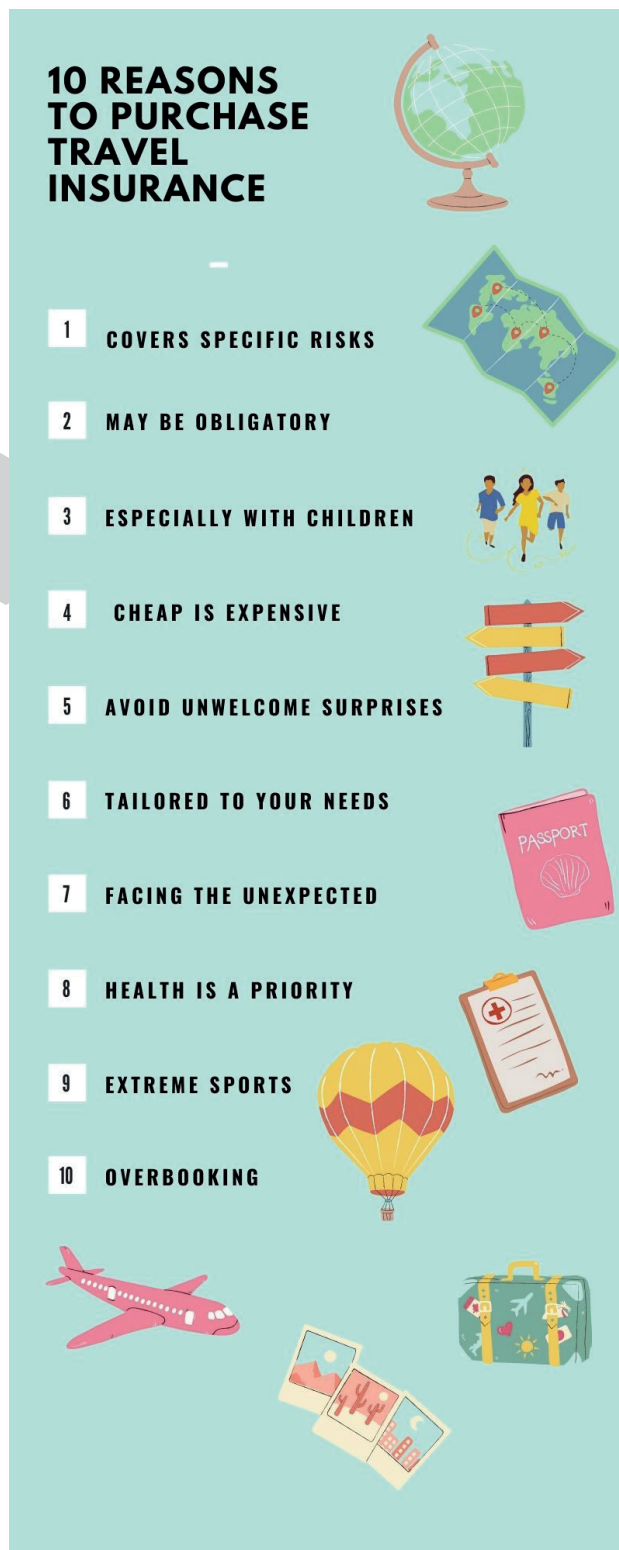 10 REASONS
TO PURCHASE
TRAVEL
INSURANCE
1 COVERS SPECIFIC RISKS
2 MAY BE OBLIGATORY
3 ESPECIALLY WITH CHILDREN
4 CHEAP IS EXPENSIVE
5 AVOID UNWELCOME SURPRISES
6 TAILORED TO YOUR NEEDS
PASSPORT
7 FACING THE UNEXPECTED
8 HEALTH IS A PRIORITY
9 EXTREME SPORTS
10 OVERBOOKING